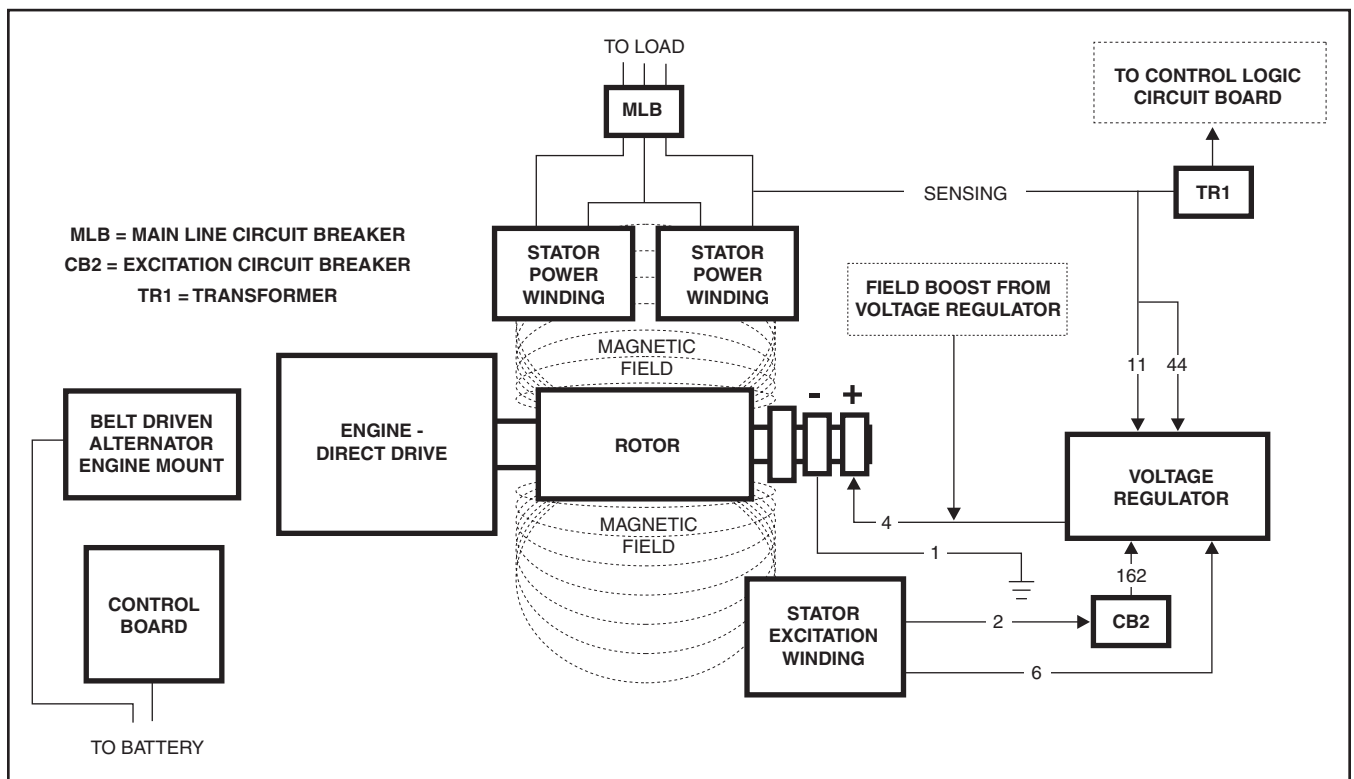 TO LOAD
MLB
TO CONTROL LOGIC
CIRCUIT BOARD
SENSING
TR1
MLB = MAIN LINE CIRCUIT BREAKER
CB2 = EXCITATION CIRCUIT BREAKER
TR1 = TRANSFORMER
STATOR
POWER
WINDING
STATOR
POWER
WINDING
FIELD BOOST FROM
VOLTAGE REGULATOR
MAGNETIC
FIELD
11
44
BELT DRIVEN
ALTERNATOR
ENGINE MOUNT
ENGINE -
DIRECT DRIVE
ROTOR
- +
VOLTAGE
REGULATOR
4
MAGNETIC
FIELD
1
162
CONTROL
BOARD
STATOR
EXCITATION
WINDING
2
CB2
6
TO BATTERY